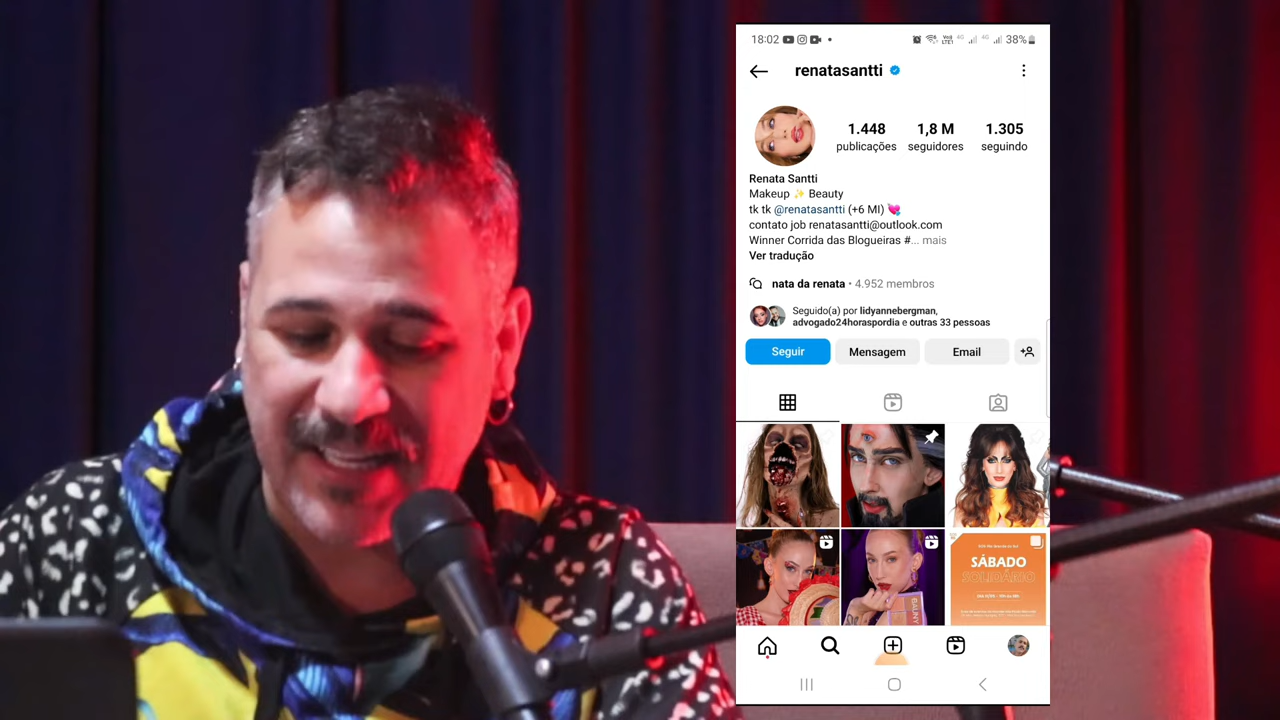 18:02
38%
renatasantti
1.448 1,8 M 1.305
publicações seguidores seguindo
Renata Santti
Makeup ✨ Beauty
tk tk @renatasantti (+6 MI) 💘
contato job renatasantti@outlook.com
Winner Corrida das Blogueiras #... mais
Ver tradução
nata da renata • 4.952 membros
Seguido(a) por lidyannebergman,
advogado24horaspordia e outras 33 pessoas
Seguir Mensagem Email
SÁBADO
SOLIDÁRIO